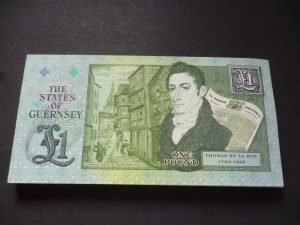 THE
STATES OF
GUERNSEY
£1
£1
ONE
POUND
THOMAS DE LA RUE
1793-1866